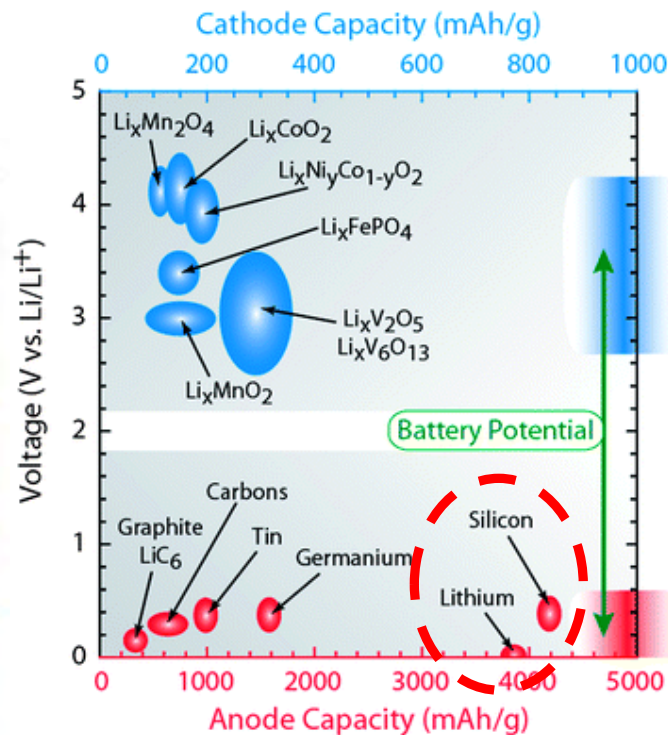 Cathode Capacity (mAh/g)
0 200 400 600 800 1000
5
4
3
2
1
0
Voltage (V vs. Li/Li⁺)
LiₓMn₂O₄
LiₓCoO₂
LiₓNiᵧCo₁₋ᵧO₂
LiₓFePO₄
LiₓV₂O₅
LiₓV₆O₁₃
LiₓMnO₂
Battery Potential
Carbons
Graphite
LiC₆
Tin
Germanium
Silicon
Lithium
0 1000 2000 3000 4000 5000
Anode Capacity (mAh/g)